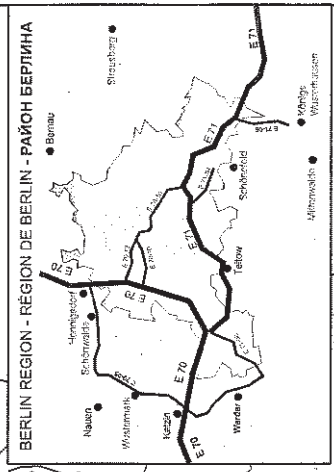 BERLIN REGION - RÉGION DE BERLIN - РАЙОН БЕРЛИНА
Strausberg
Bernau
E 70
Hennigsdorf
Schönwalde
Nauen
Wustermark
Ketzin
Werder
E 70
E 70
E 70
E 71
E 71
E 71
Teltow
Schönefeld
Königs
Wusterhausen
Mittenwalde